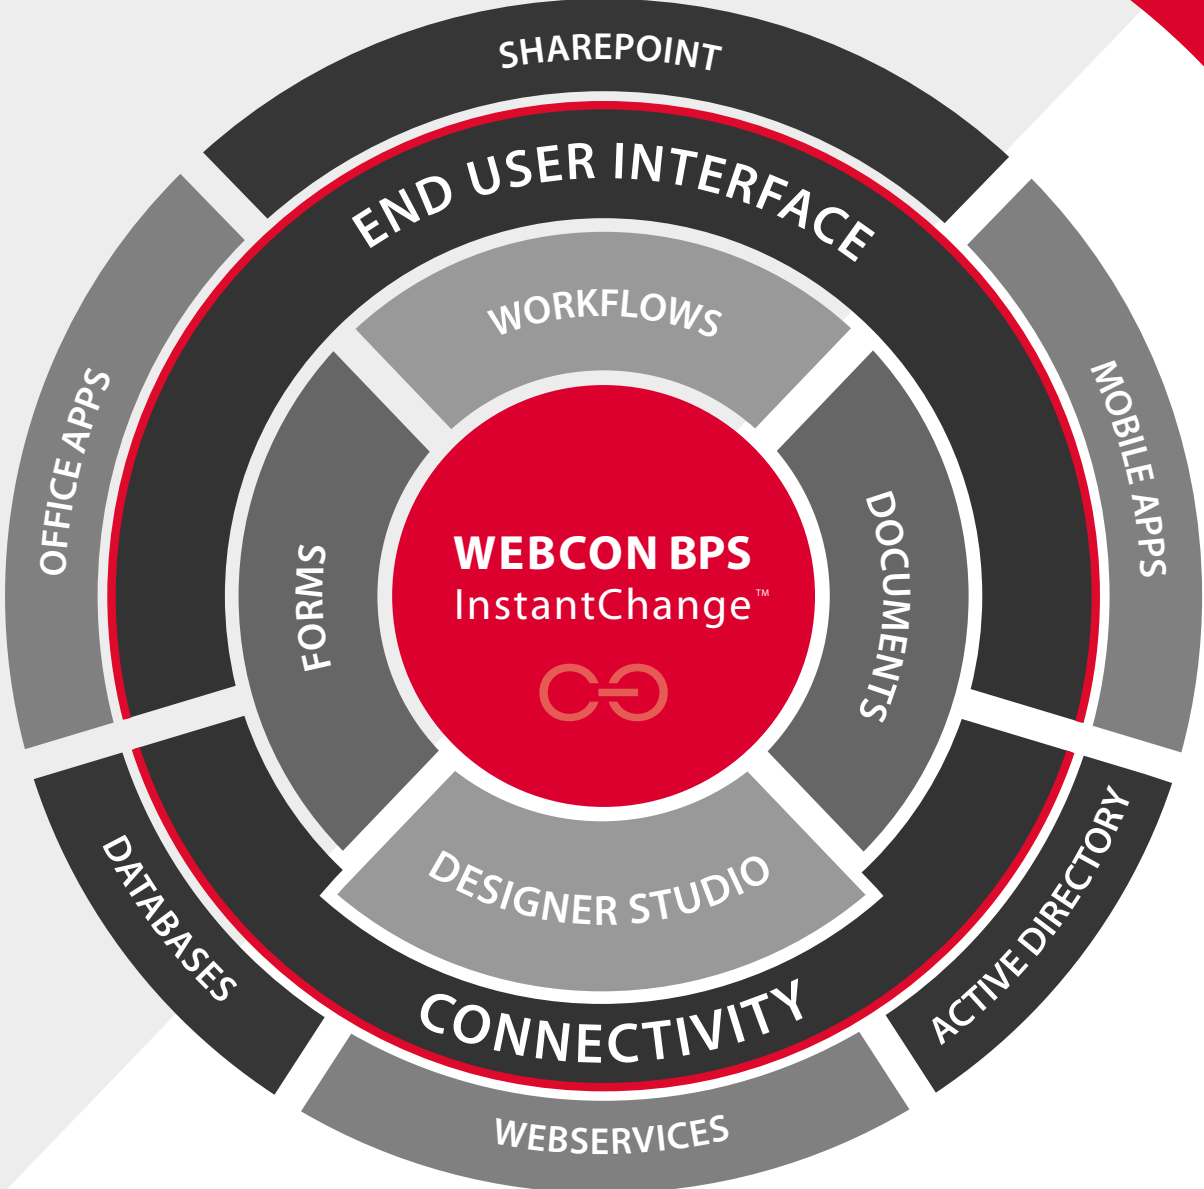 SHAREPOINT
END USER INTERFACE
WORKFLOWS
OFFICE APPS
MOBILE APPS
FORMS
DOCUMENTS
WEBCON BPS
InstantChange™
DESIGNER STUDIO
DATABASES
ACTIVE DIRECTORY
CONNECTIVITY
WEBSERVICES